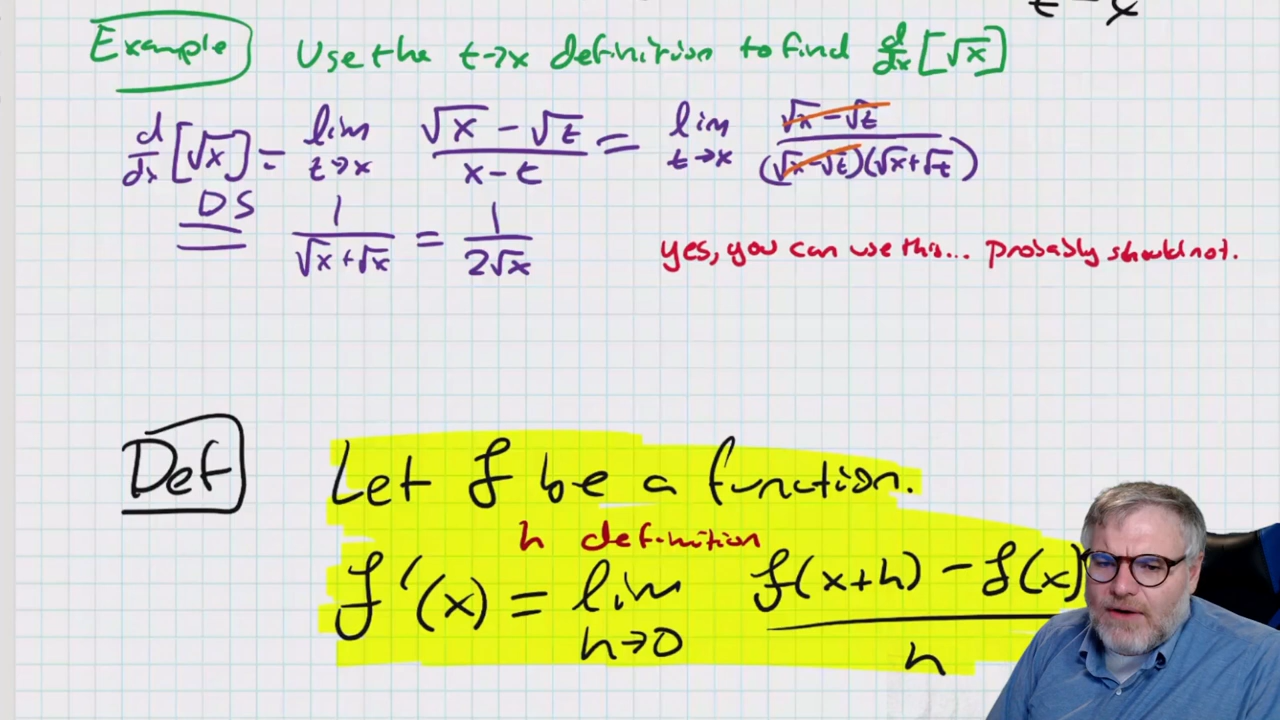 t - x
Example Use the t→x definition to find d/dx [√x]
d/dx [√x] = lim t→x (√x - √t)/(x - t) = lim t→x (√x - √t)/((√x-√t)(√x+√t))
DS = 1/(√x+√x) = 1/(2√x)
yes, you can use this... probably should not.
Def Let f be a function.
h definition
f'(x) = lim h→0 (f(x+h) - f(x))/h